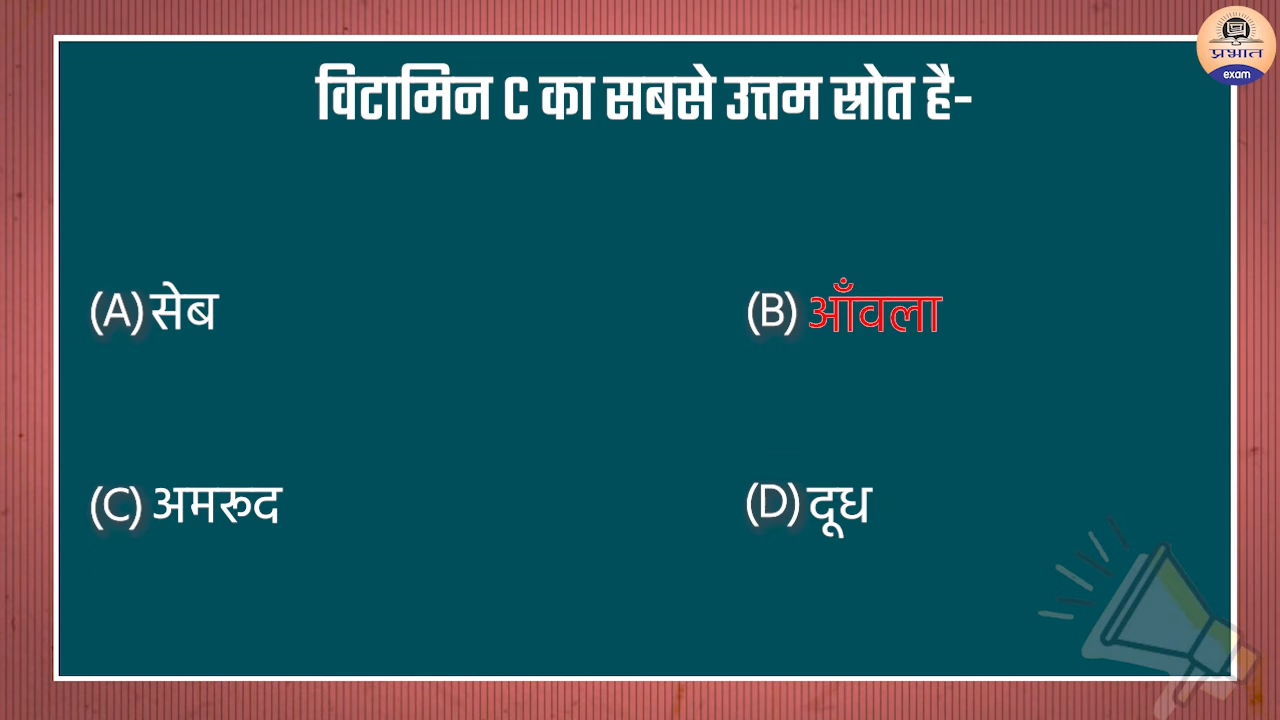 प्रभात
exam
विटामिन C का सबसे उत्तम स्रोत है-
(A) सेब
(B) आँवला
(C) अमरूद
(D) दूध